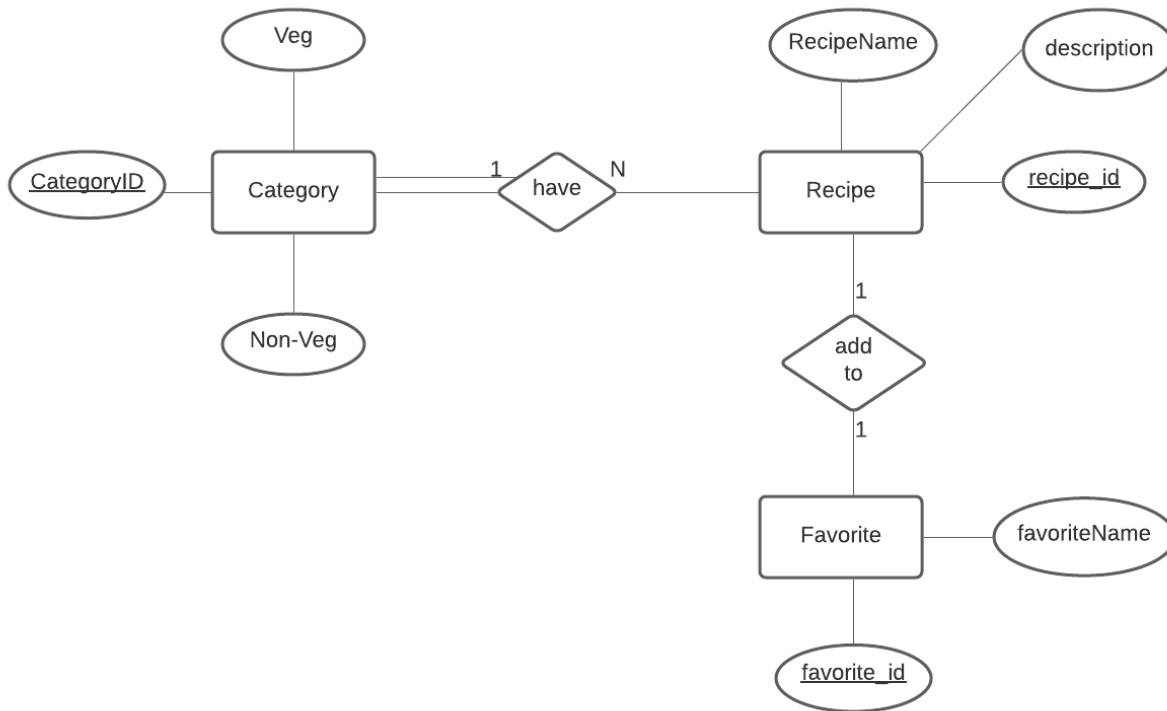 Veg
RecipeName
description
CategoryID
Category
1
have
N
Recipe
recipe_id
Non-Veg
1
add
to
1
Favorite
favoriteName
favorite_id